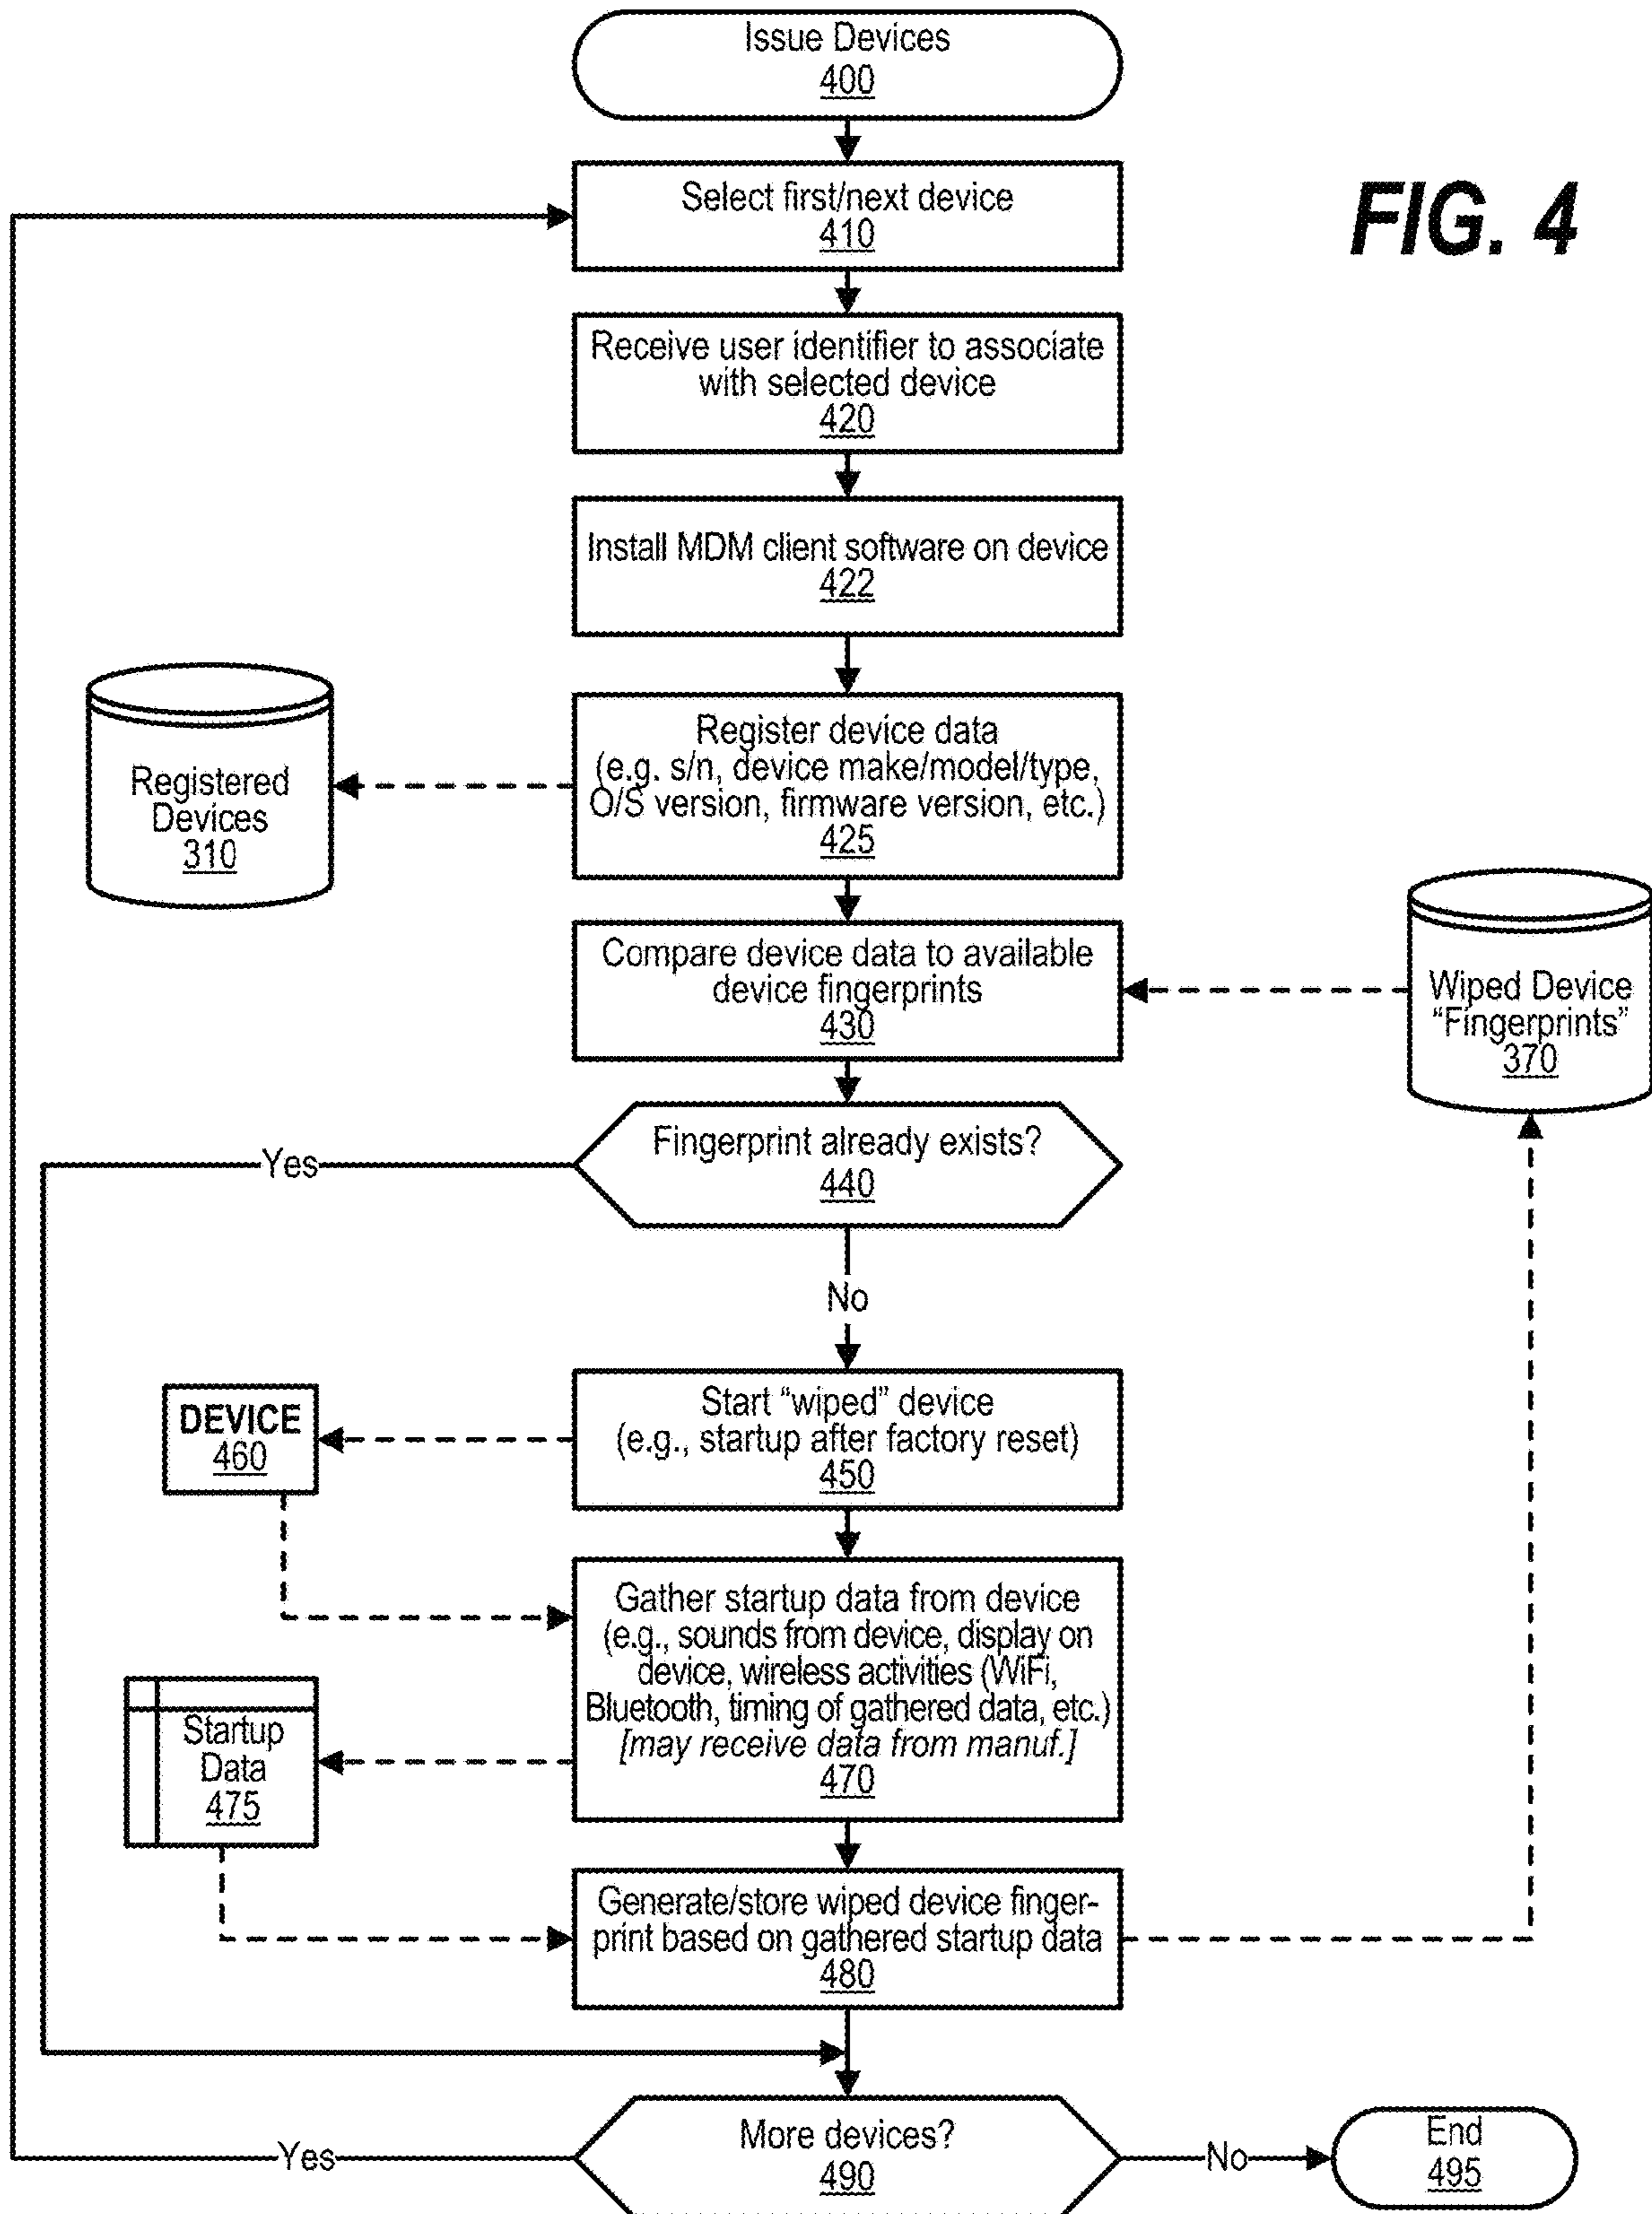 Issue Devices
400
FIG. 4
Select first/next device
410
Receive user identifier to associate
with selected device
420
Install MDM client software on device
422
Register device data
(e.g. s/n, device make/model/type,
O/S version, firmware version, etc.)
425
Registered
Devices
310
Compare device data to available
device fingerprints
430
Wiped Device
“Fingerprints”
370
Fingerprint already exists?
440
Yes
No
Start “wiped” device
(e.g., startup after factory reset)
450
DEVICE
460
Gather startup data from device
(e.g., sounds from device, display on
device, wireless activities (WiFi,
Bluetooth, timing of gathered data, etc.)
[may receive data from manuf.]
470
Startup
Data
475
Generate/store wiped device finger-
print based on gathered startup data
480
More devices?
490
Yes
No
End
495